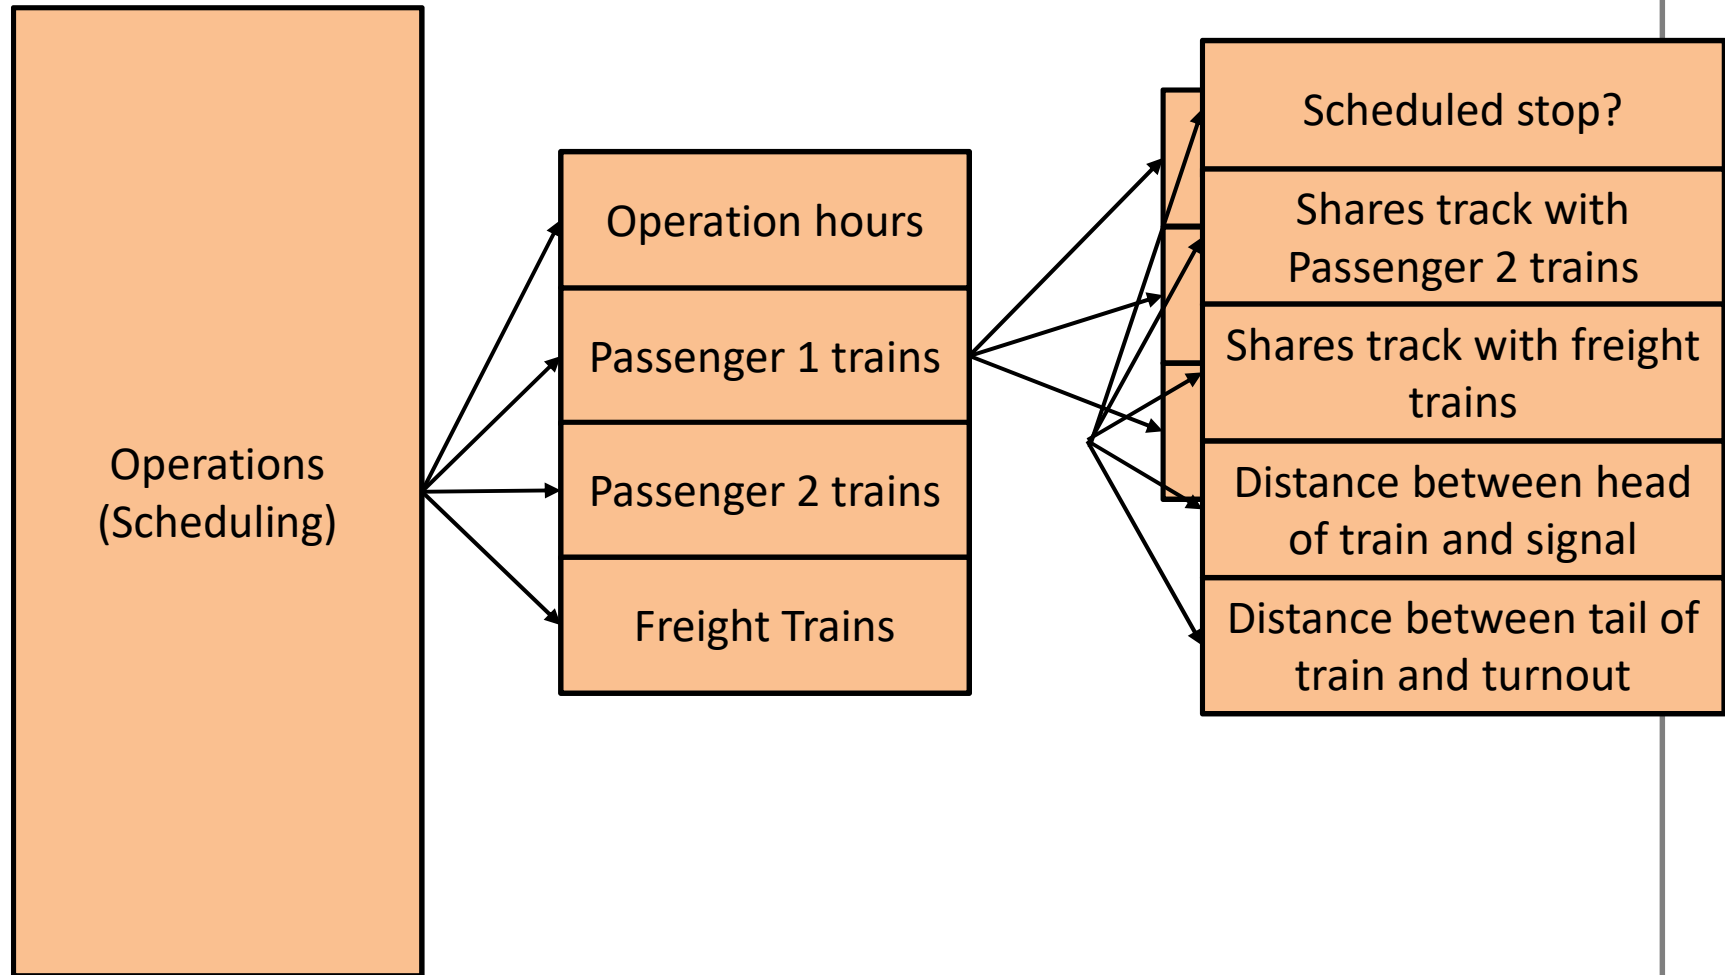 Operations
(Scheduling)
Operation hours
Passenger 1 trains
Passenger 2 trains
Freight Trains
Scheduled stop?
Shares track with
Passenger 2 trains
Shares track with freight
trains
Distance between head
of train and signal
Distance between tail of
train and turnout